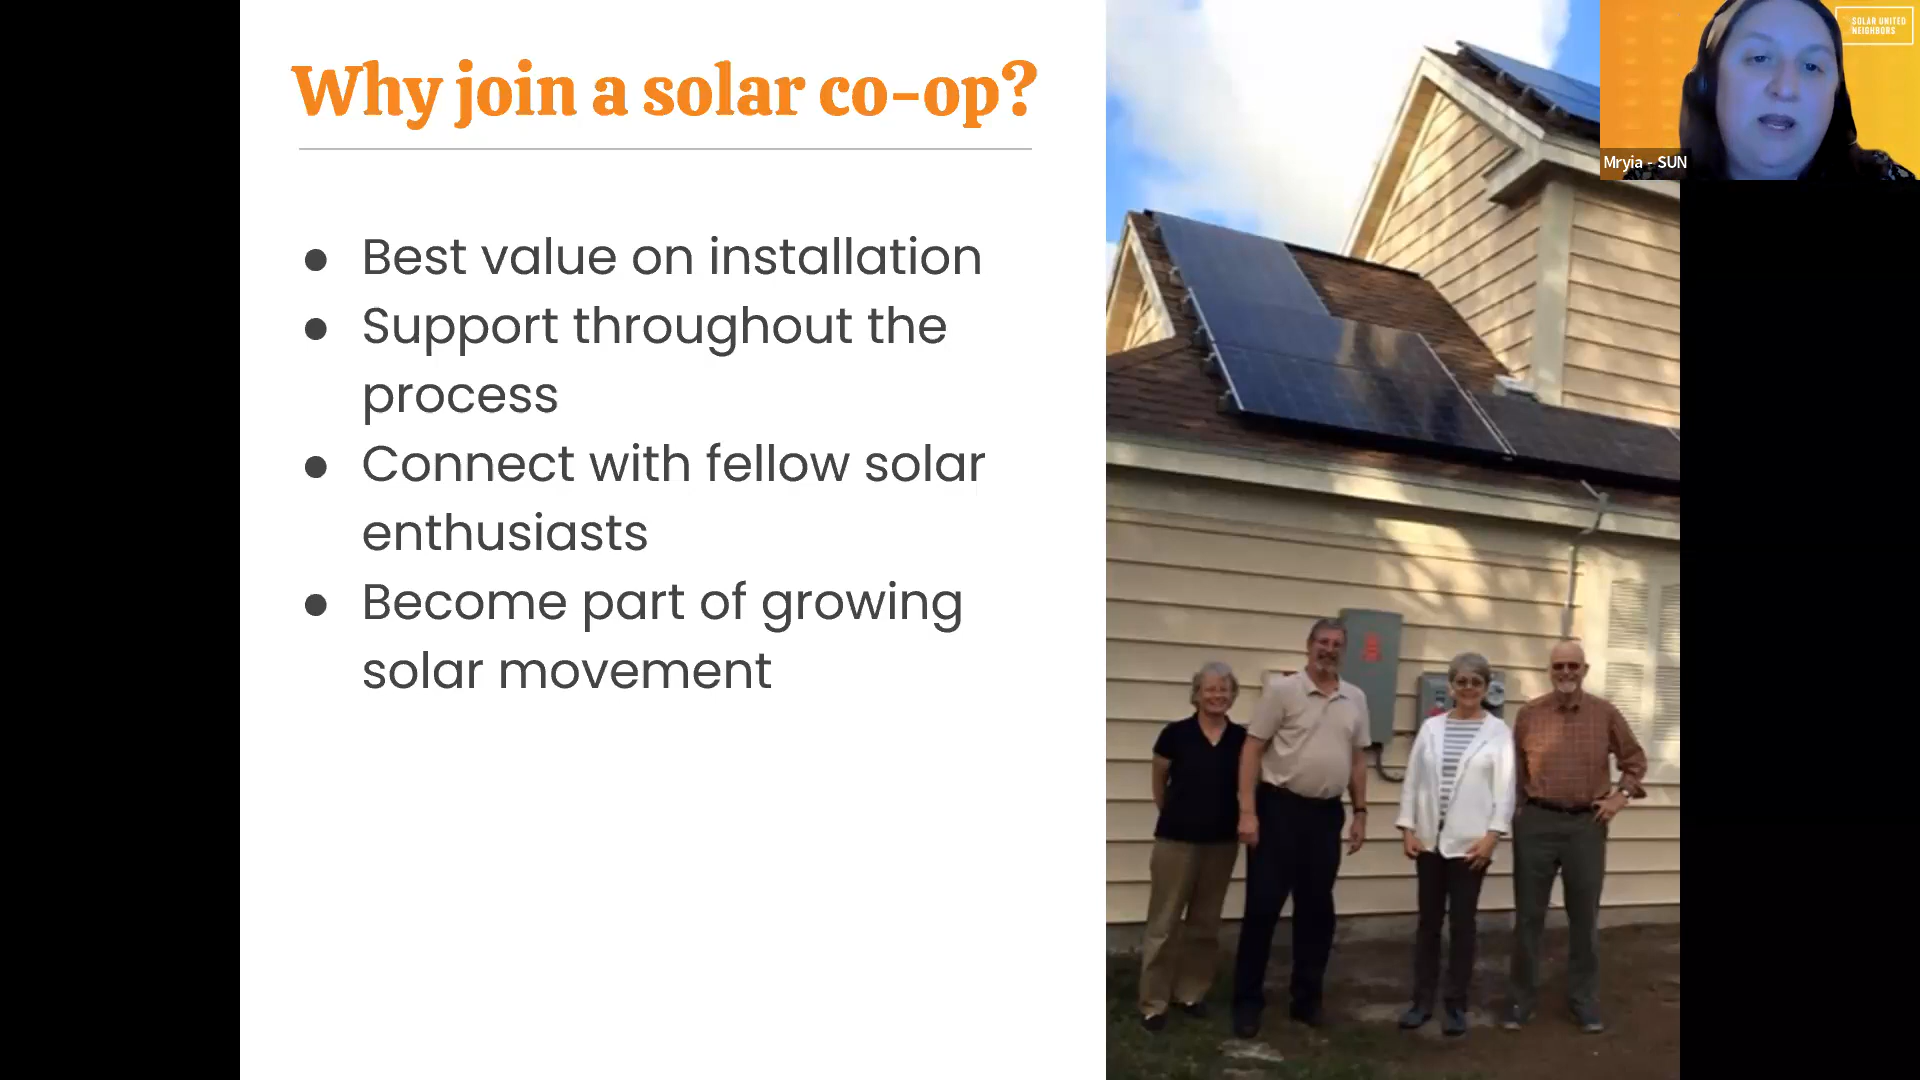 Why join a solar co-op?
● Best value on installation
● Support throughout the
process
● Connect with fellow solar
enthusiasts
● Become part of growing
solar movement
SOLAR UNITED
NEIGHBORS
Mryia - SUN